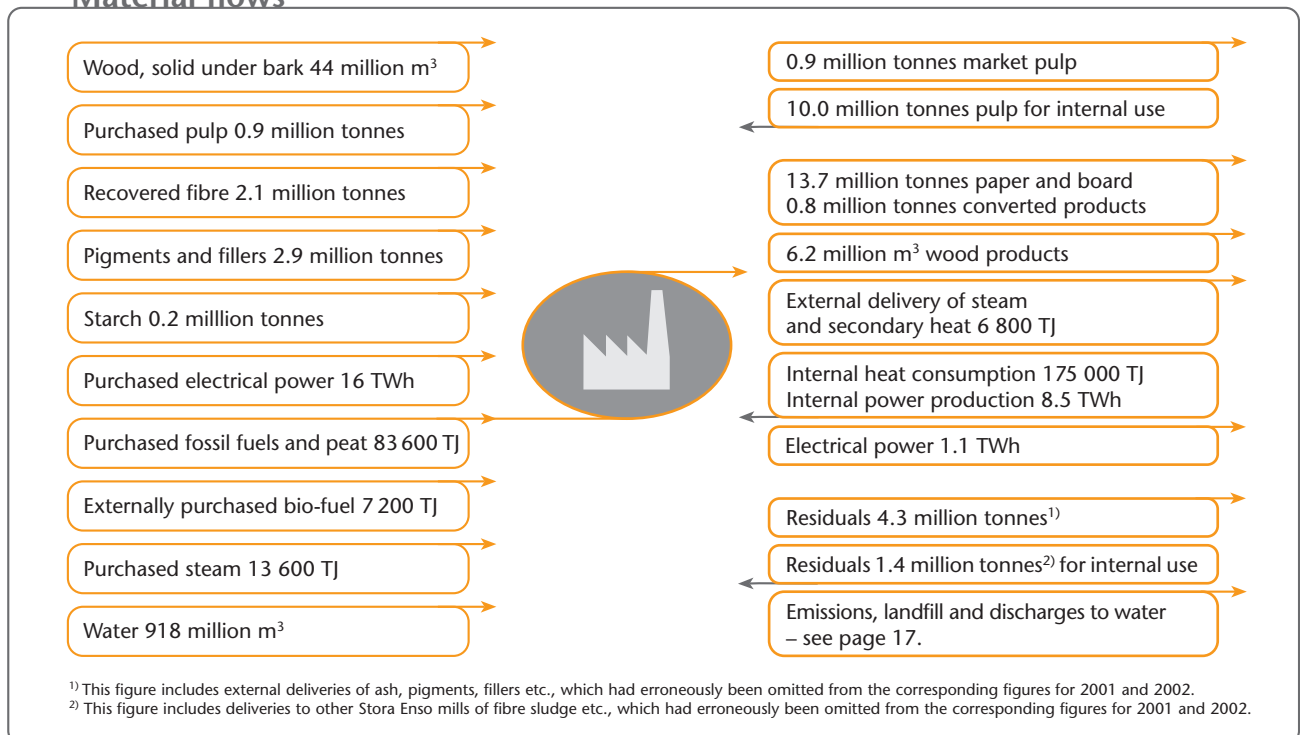 Material flows
Wood, solid under bark 44 million m³
Purchased pulp 0.9 million tonnes
Recovered fibre 2.1 million tonnes
Pigments and fillers 2.9 million tonnes
Starch 0.2 milllion tonnes
Purchased electrical power 16 TWh
Purchased fossil fuels and peat 83 600 TJ
Externally purchased bio-fuel 7 200 TJ
Purchased steam 13 600 TJ
Water 918 million m³
0.9 million tonnes market pulp
10.0 million tonnes pulp for internal use
13.7 million tonnes paper and board
0.8 million tonnes converted products
6.2 million m³ wood products
External delivery of steam
and secondary heat 6 800 TJ
Internal heat consumption 175 000 TJ
Internal power production 8.5 TWh
Electrical power 1.1 TWh
Residuals 4.3 million tonnes¹⁾
Residuals 1.4 million tonnes²⁾ for internal use
Emissions, landfill and discharges to water
– see page 17.
¹⁾ This figure includes external deliveries of ash, pigments, fillers etc., which had erroneously been omitted from the corresponding figures for 2001 and 2002.
²⁾ This figure includes deliveries to other Stora Enso mills of fibre sludge etc., which had erroneously been omitted from the corresponding figures for 2001 and 2002.